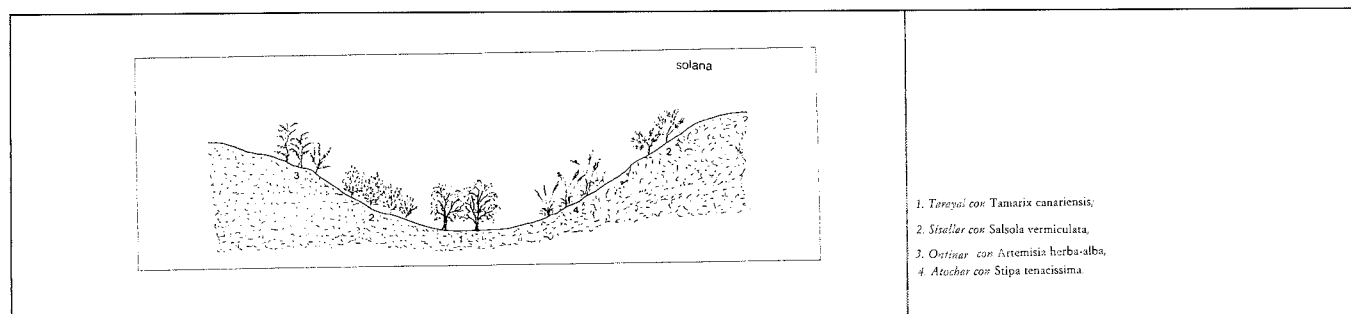 solana
2
3
4
2
1
1. Tarayal con Tamarix canariensis;
2. Sisallar con Salsola vermiculata,
3. Ontinar con Artemisia herba-alba,
4. Atochar con Stipa tenacissima.